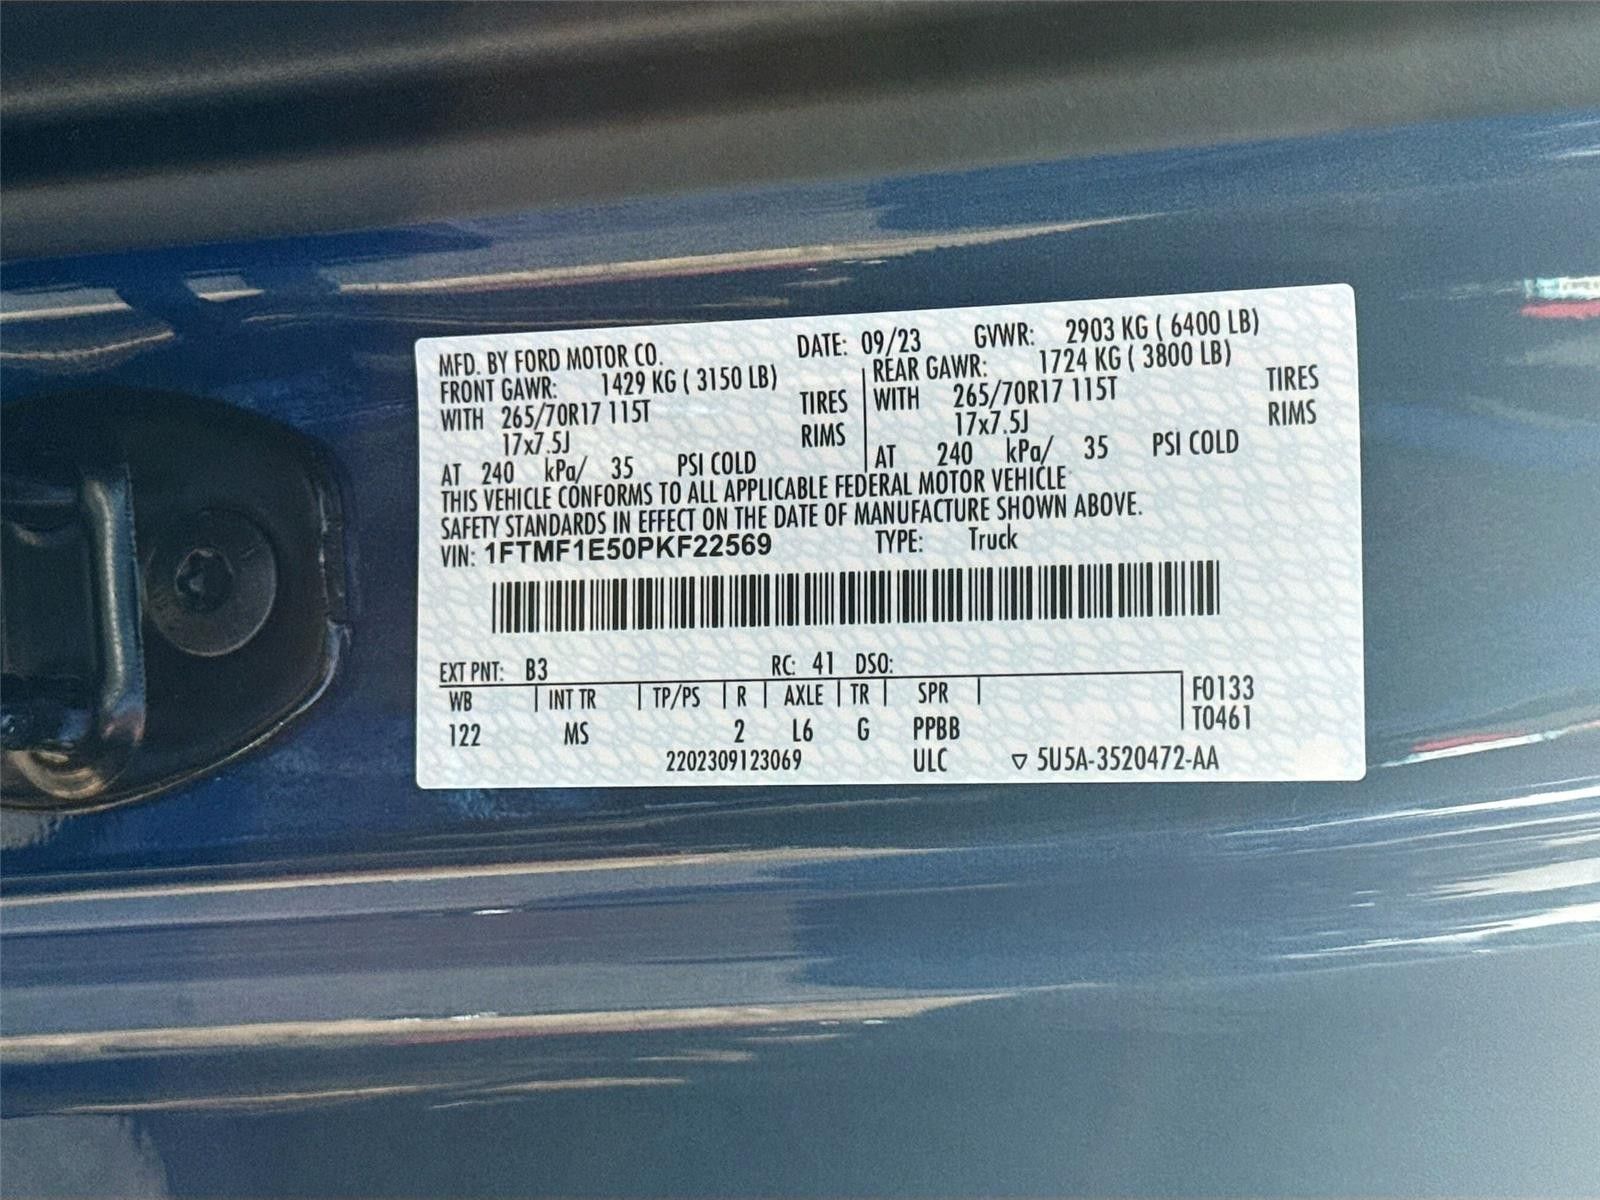 MFD. BY FORD MOTOR CO. DATE: 09/23 GVWR: 2903 KG ( 6400 LB)
FRONT GAWR: 1429 KG ( 3150 LB) REAR GAWR: 1724 KG ( 3800 LB)
WITH 265/70R17 115T TIRES WITH 265/70R17 115T TIRES
17x7.5J RIMS 17x7.5J RIMS
AT 240 kPa/ 35 PSI COLD AT 240 kPa/ 35 PSI COLD
THIS VEHICLE CONFORMS TO ALL APPLICABLE FEDERAL MOTOR VEHICLE
SAFETY STANDARDS IN EFFECT ON THE DATE OF MANUFACTURE SHOWN ABOVE.
VIN: 1FTMF1E50PKF22569 TYPE: Truck
EXT PNT: B3 RC: 41 DSO:
WB INT TR TP/PS R AXLE TR SPR F0133
122 MS 2 L6 G PPBB T0461
2202309123069 ULC ▽ 5U5A-3520472-AA